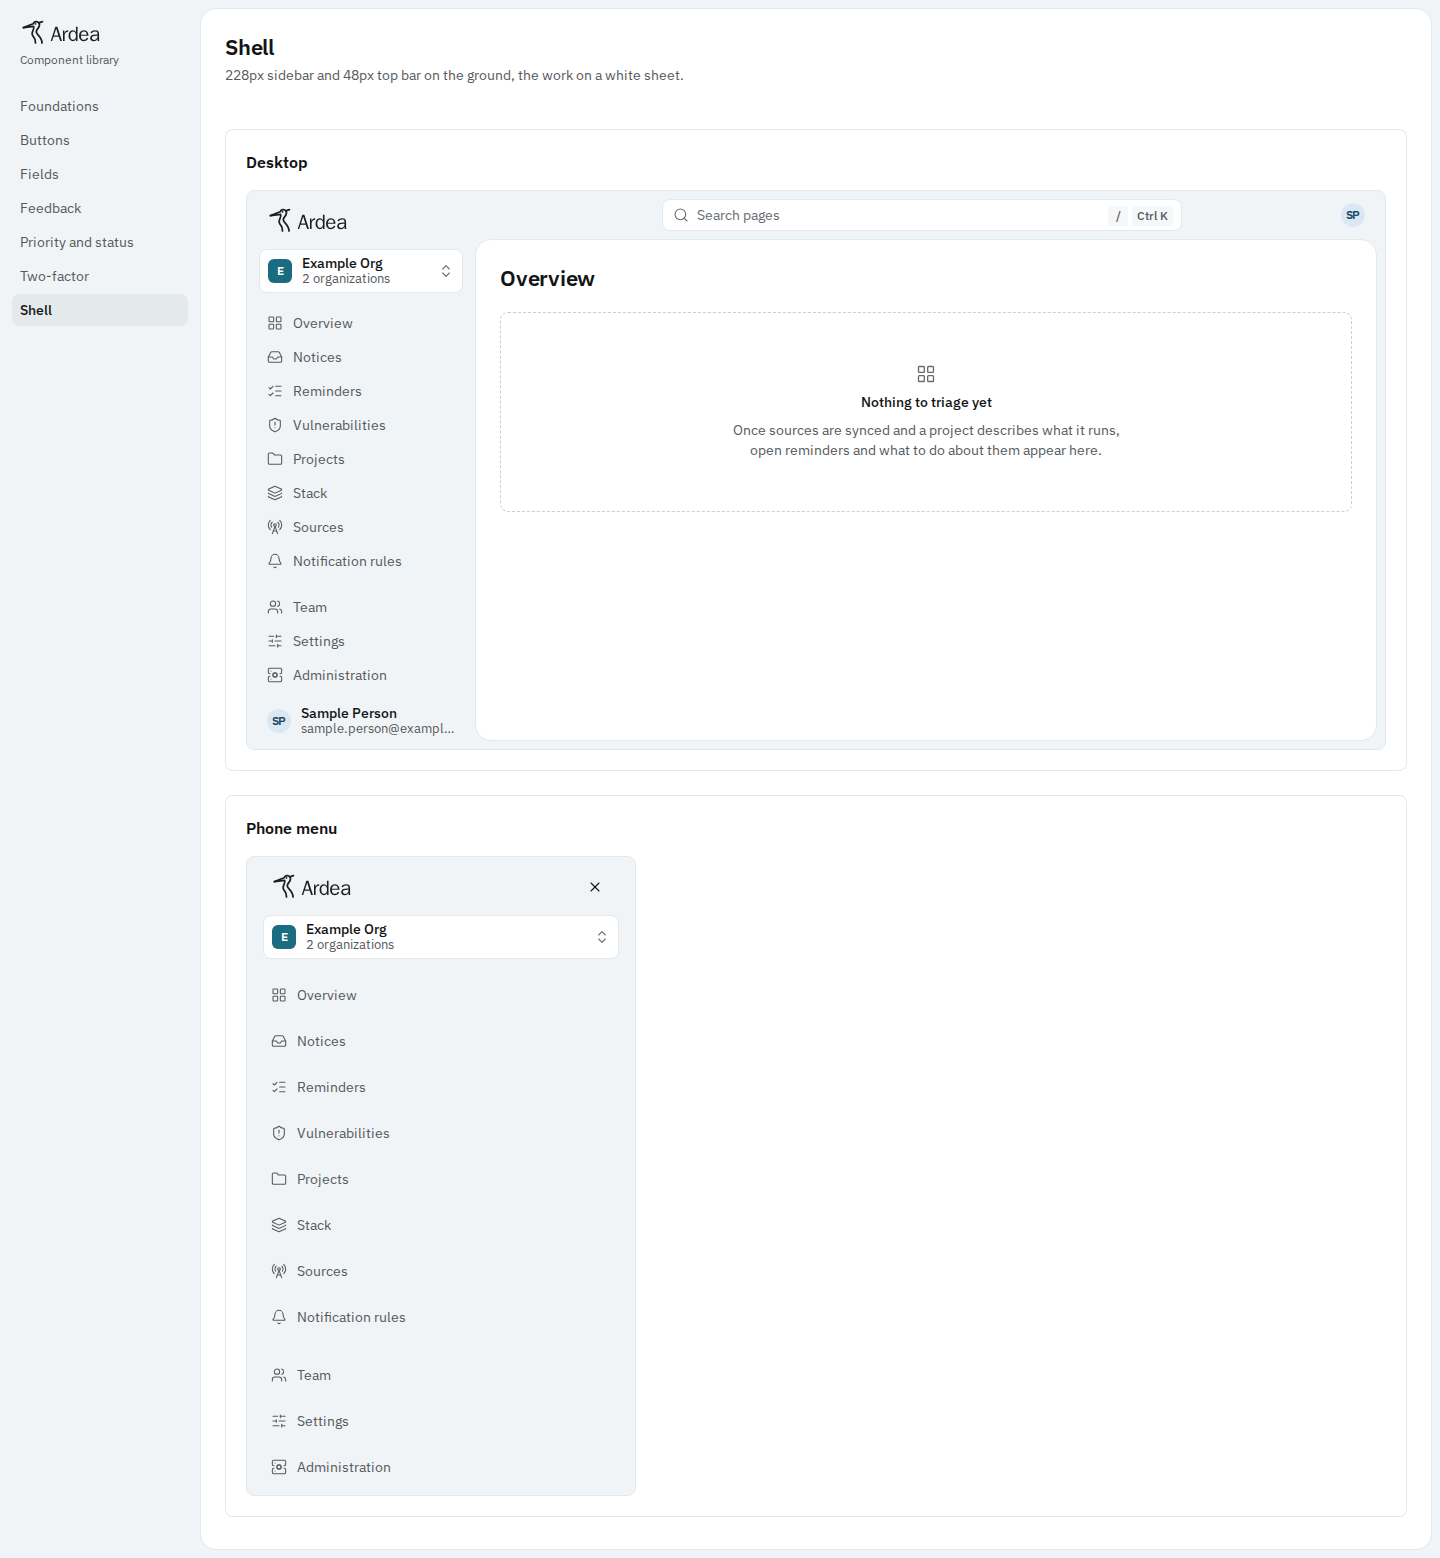 Ardea
Component library
Foundations
Buttons
Fields
Feedback
Priority and status
Two-factor
Shell
Shell
228px sidebar and 48px top bar on the ground, the work on a white sheet.
Desktop
Ardea
Search pages
/
Ctrl K
SP
E
Example Org
2 organizations
Overview
Notices
Reminders
Vulnerabilities
Projects
Stack
Sources
Notification rules
Team
Settings
Administration
SP
Sample Person
sample.person@exampl...
Overview
Nothing to triage yet
Once sources are synced and a project describes what it runs,
open reminders and what to do about them appear here.
Phone menu
Ardea
E
Example Org
2 organizations
Overview
Notices
Reminders
Vulnerabilities
Projects
Stack
Sources
Notification rules
Team
Settings
Administration